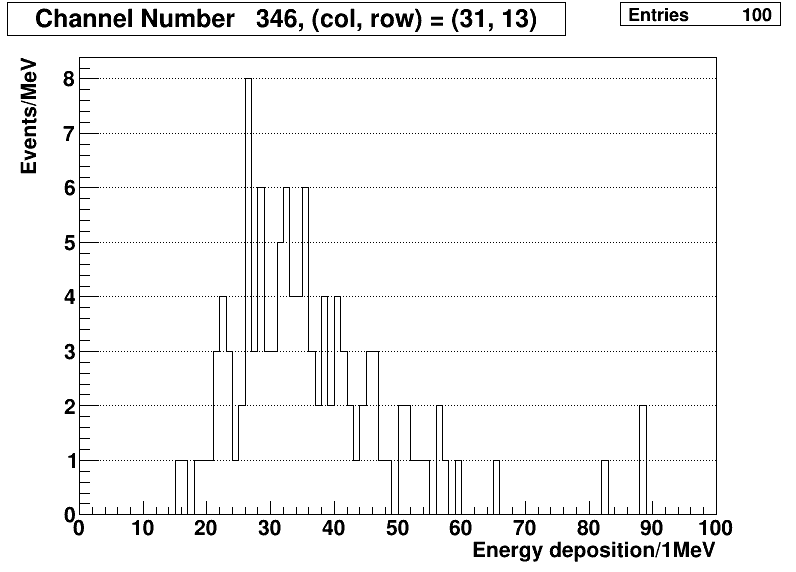 Channel Number 346, (col, row) = (31, 13)
Entries 100
Events/MeV
8
7
6
5
4
3
2
1
0
0 10 20 30 40 50 60 70 80 90 100
Energy deposition/1MeV